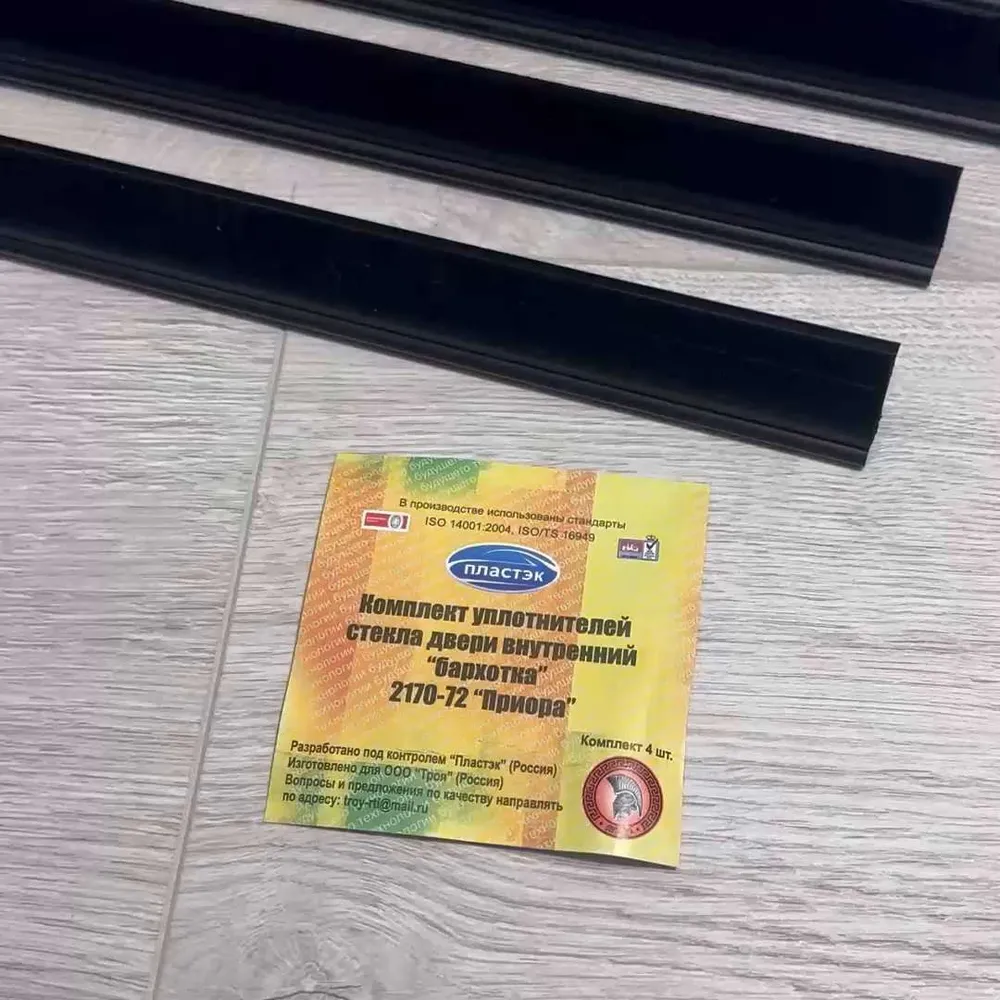 В производстве использованы стандарты
ISO 14001:2004, ISO/TS 16949
пластэк
Комплект уплотнителей
стекла двери внутренний
"бархотка"
2170-72 "Приора"
Комплект 4 шт.
Разработано под контролем "Пластэк" (Россия)
Изготовлено для ООО "Троя" (Россия)
Вопросы и предложения по качеству направлять
по адресу: troy-rti@mail.ru